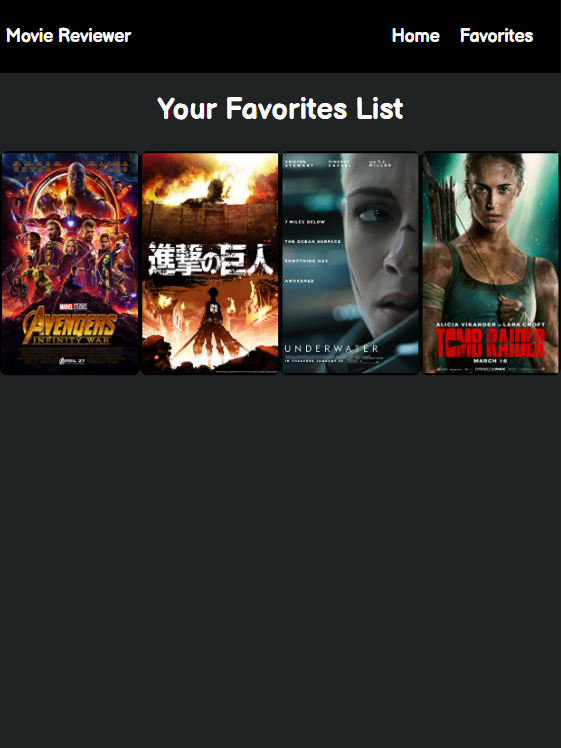 Movie Reviewer
Home Favorites
Your Favorites List
MARVEL STUDIOS
AVENGERS
INFINITY WAR
APRIL 27
進撃の巨人
KRISTEN STEWART
VINCENT CASSEL
AND T.J. MILLER
7 MILES BELOW
THE OCEAN SURFACE
SOMETHING HAS
AWAKENED
UNDERWATER
IN THEATRES JANUARY 10
ALICIA VIKANDER IS LARA CROFT
TOMB RAIDER
MARCH 16